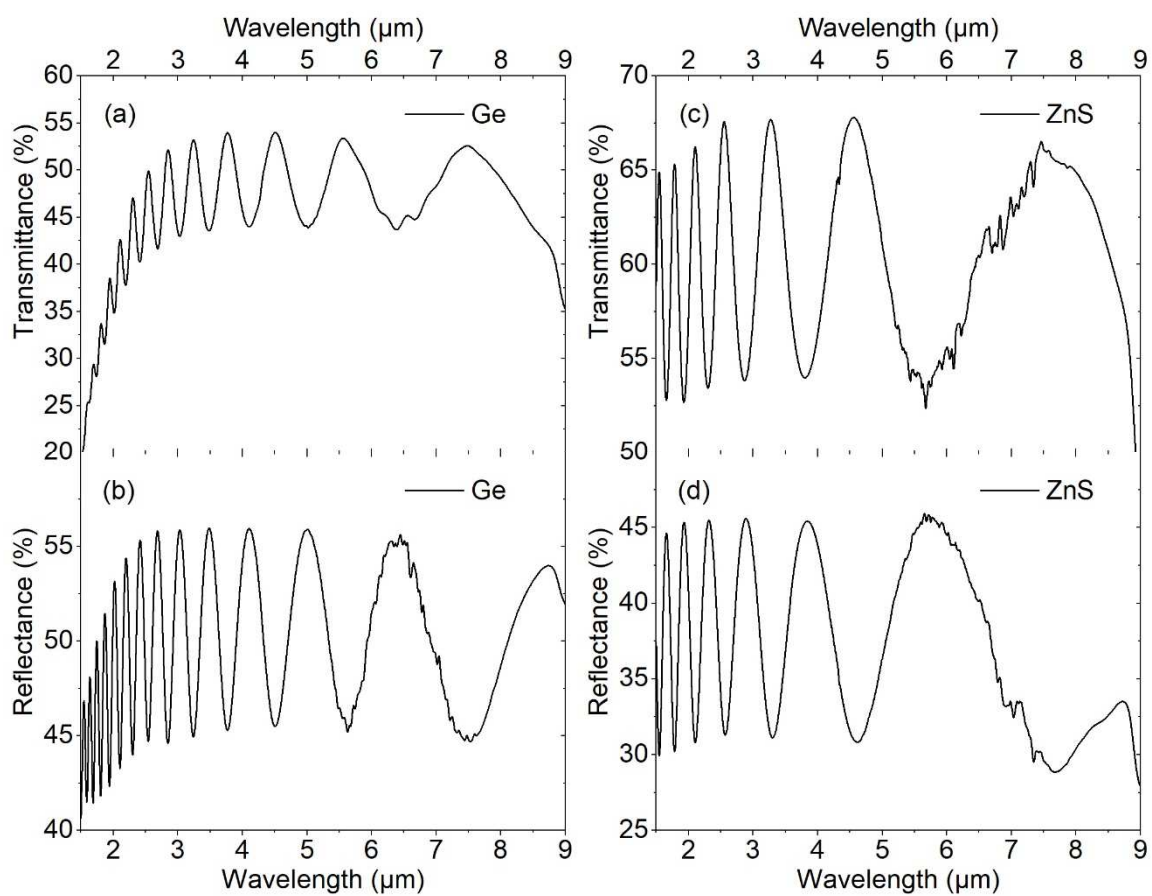 Wavelength (µm)
2 3 4 5 6 7 8 9
Wavelength (µm)
2 3 4 5 6 7 8 9
Transmittance (%)
60
55
50
45
40
35
30
25
20
(a)
Ge
Transmittance (%)
70
65
60
55
50
(c)
ZnS
Reflectance (%)
55
50
45
40
(b)
Ge
2 3 4 5 6 7 8 9
Wavelength (µm)
Reflectance (%)
45
40
35
30
25
(d)
ZnS
2 3 4 5 6 7 8 9
Wavelength (µm)